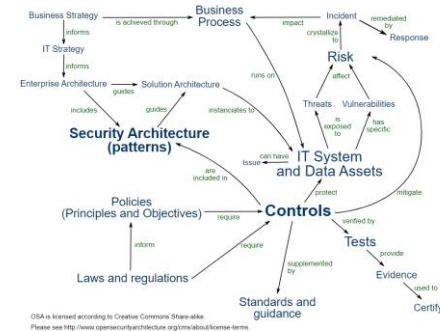 Business Strategy
is achieved through
Business
Process
impact
Incident
remediated
by
Response
informs
crystallize
to
IT Strategy
Risk
informs
runs on
affect
Enterprise Architecture
guides
Solution Architecture
Threats
Vulnerabilities
includes
guides
instanciates to
is
exposed
to
has
specific
Security Architecture
(patterns)
Issue
can have
IT System
and Data Assets
are
included in
protect
mitigate
Policies
(Principles and Objectives)
require
Controls
verified by
Tests
inform
require
provide
supplemented
by
Evidence
Laws and regulations
used to
Standards and
guidance
Certify
OSA is licensed according to Creative Commons Share-alike.
Please see:http://www.opensecurityarchitecture.org/cms/about/license-terms.